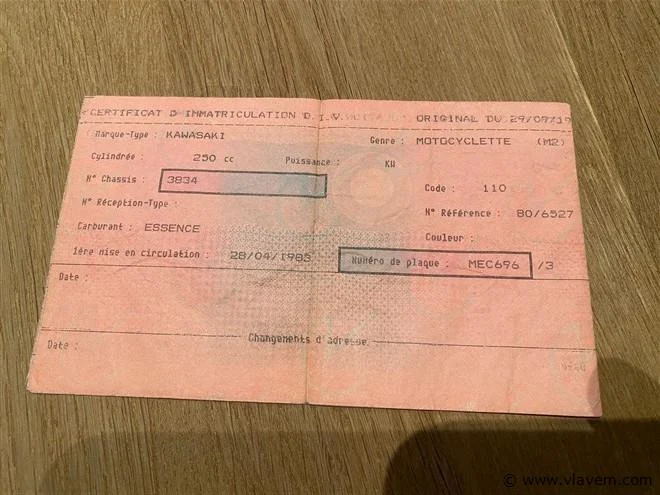 CERTIFICAT D'IMMATRICULATION D.I.V. ORIGINAL DU 29/07/19
Marque-Type : KAWASAKI Genre : MOTOCYCLETTE (M2)
Cylindrée : 250 cc Puissance : KW
N° Chassis : 3834 Code : 110
N° Réception-Type : N° Référence : 80/6527
Carburant : ESSENCE Couleur :
1ère mise en circulation : 28/04/1985 Numéro de plaque : MEC696 /3
Date :
Changements d'adresse
Date :
© www.vlavem.com